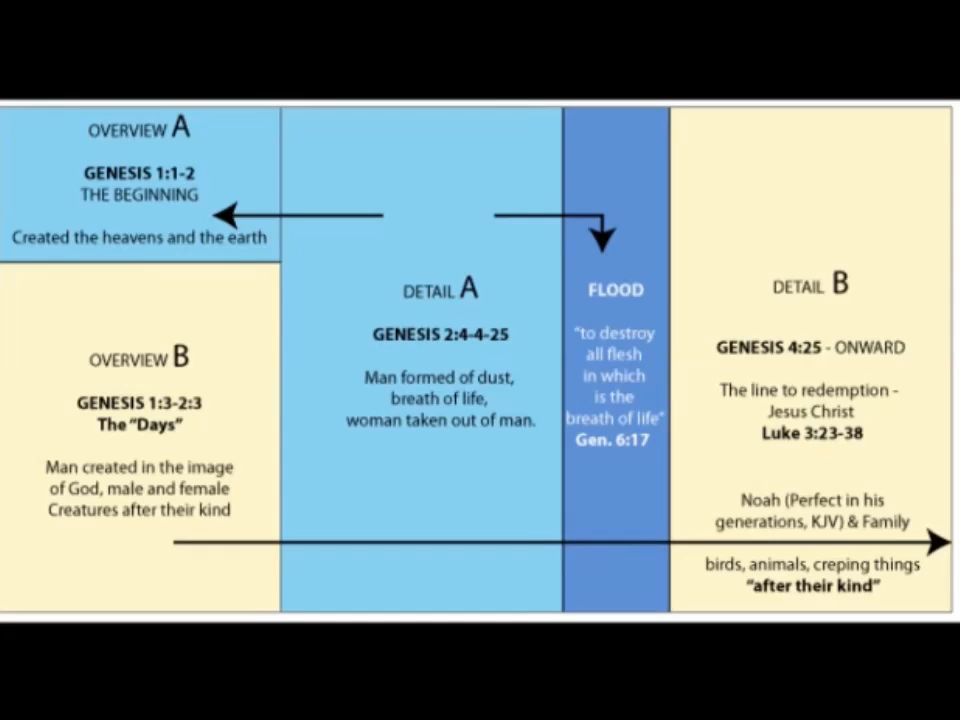 OVERVIEW A
GENESIS 1:1-2
THE BEGINNING
Created the heavens and the earth
OVERVIEW B
GENESIS 1:3-2:3
The "Days"
Man created in the image
of God, male and female
Creatures after their kind
DETAIL A
GENESIS 2:4-4-25
Man formed of dust,
breath of life,
woman taken out of man.
FLOOD
"to destroy
all flesh
in which
is the
breath of life"
Gen. 6:17
DETAIL B
GENESIS 4:25 - ONWARD
The line to redemption -
Jesus Christ
Luke 3:23-38
Noah (Perfect in his
generations, KJV) & Family
birds, animals, creping things
"after their kind"